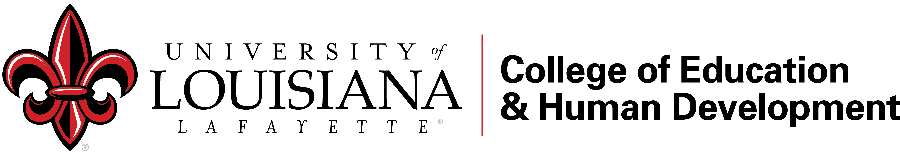 UNIVERSITY of
LOUISIANA
LAFAYETTE®
®
College of Education
& Human Development